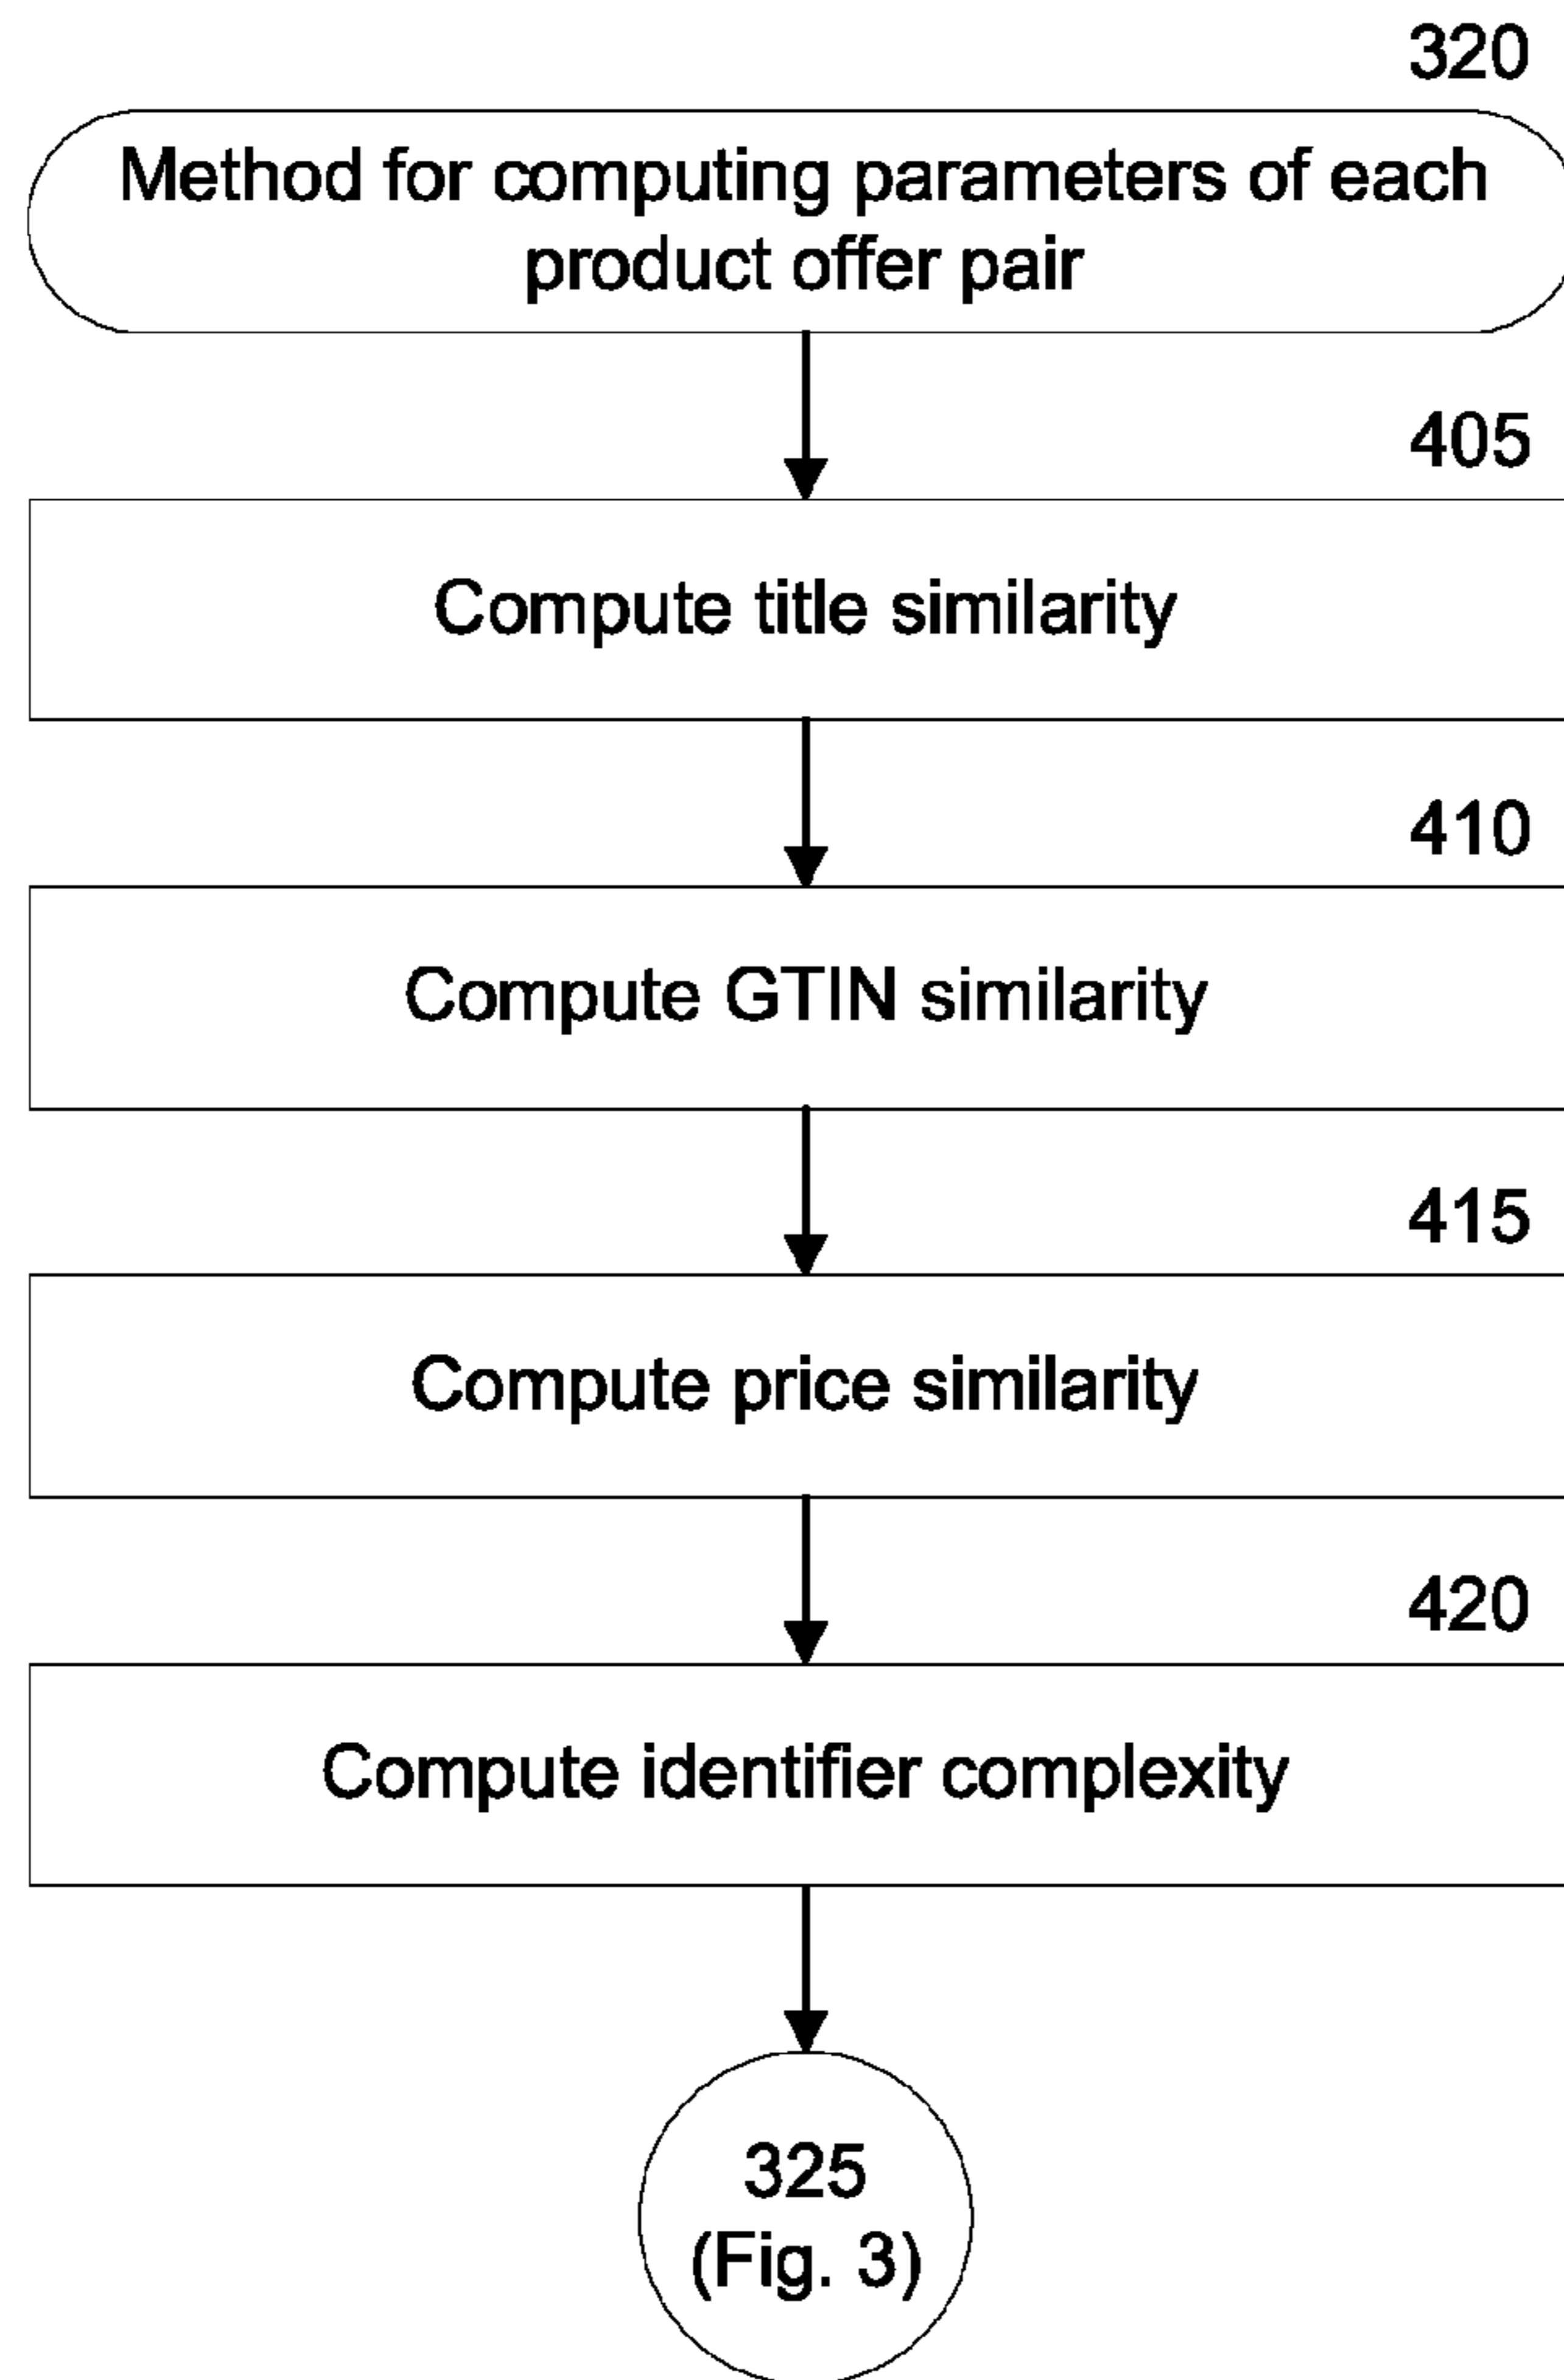 320
Method for computing parameters of each
product offer pair
405
Compute title similarity
410
Compute GTIN similarity
415
Compute price similarity
420
Compute identifier complexity
325
(Fig. 3)